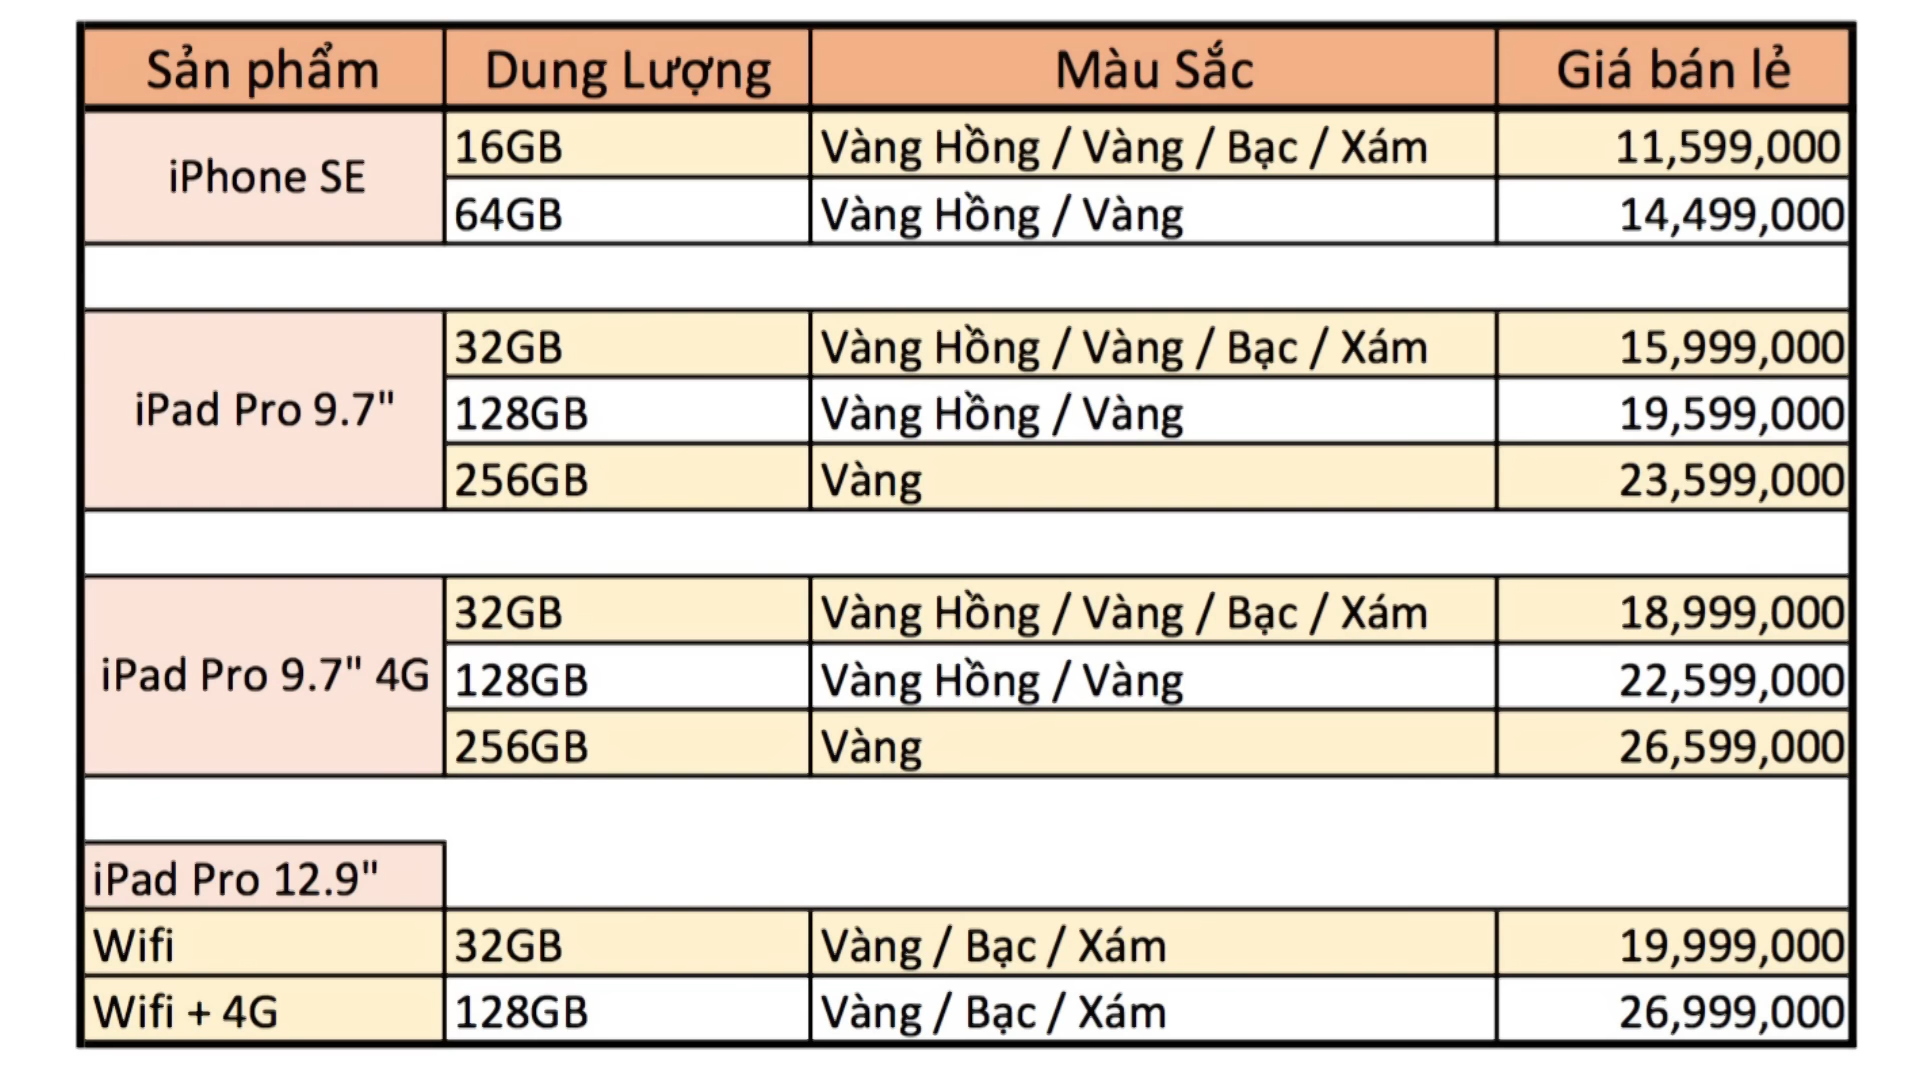 Sản phẩm Dung Lượng Màu Sắc Giá bán lẻ
iPhone SE
16GB Vàng Hồng / Vàng / Bạc / Xám 11,599,000
64GB Vàng Hồng / Vàng 14,499,000
iPad Pro 9.7"
32GB Vàng Hồng / Vàng / Bạc / Xám 15,999,000
128GB Vàng Hồng / Vàng 19,599,000
256GB Vàng 23,599,000
iPad Pro 9.7" 4G
32GB Vàng Hồng / Vàng / Bạc / Xám 18,999,000
128GB Vàng Hồng / Vàng 22,599,000
256GB Vàng 26,599,000
iPad Pro 12.9"
Wifi 32GB Vàng / Bạc / Xám 19,999,000
Wifi + 4G 128GB Vàng / Bạc / Xám 26,999,000